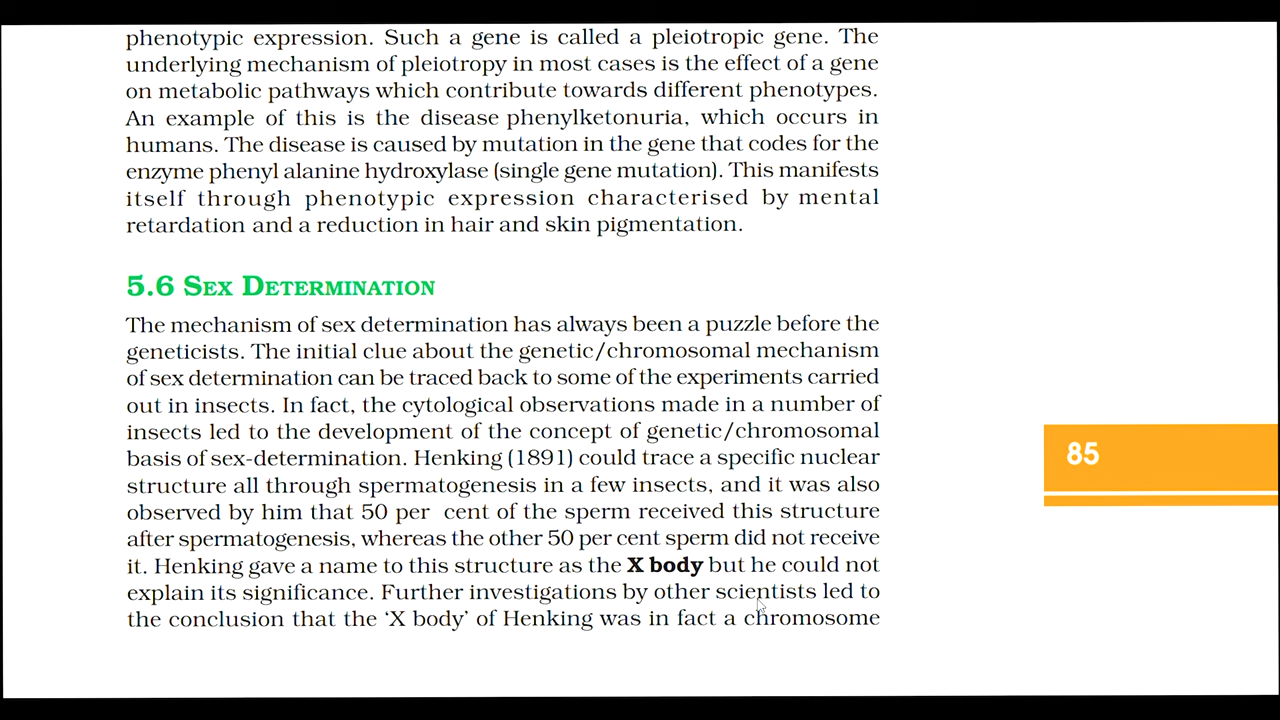 phenotypic expression. Such a gene is called a pleiotropic gene. The
underlying mechanism of pleiotropy in most cases is the effect of a gene
on metabolic pathways which contribute towards different phenotypes.
An example of this is the disease phenylketonuria, which occurs in
humans. The disease is caused by mutation in the gene that codes for the
enzyme phenyl alanine hydroxylase (single gene mutation). This manifests
itself through phenotypic expression characterised by mental
retardation and a reduction in hair and skin pigmentation.
5.6 SEX DETERMINATION
The mechanism of sex determination has always been a puzzle before the
geneticists. The initial clue about the genetic/chromosomal mechanism
of sex determination can be traced back to some of the experiments carried
out in insects. In fact, the cytological observations made in a number of
insects led to the development of the concept of genetic/chromosomal
basis of sex-determination. Henking (1891) could trace a specific nuclear
structure all through spermatogenesis in a few insects, and it was also
observed by him that 50 per cent of the sperm received this structure
after spermatogenesis, whereas the other 50 per cent sperm did not receive
it. Henking gave a name to this structure as the X body but he could not
explain its significance. Further investigations by other scientists led to
the conclusion that the ‘X body’ of Henking was in fact a chromosome
85